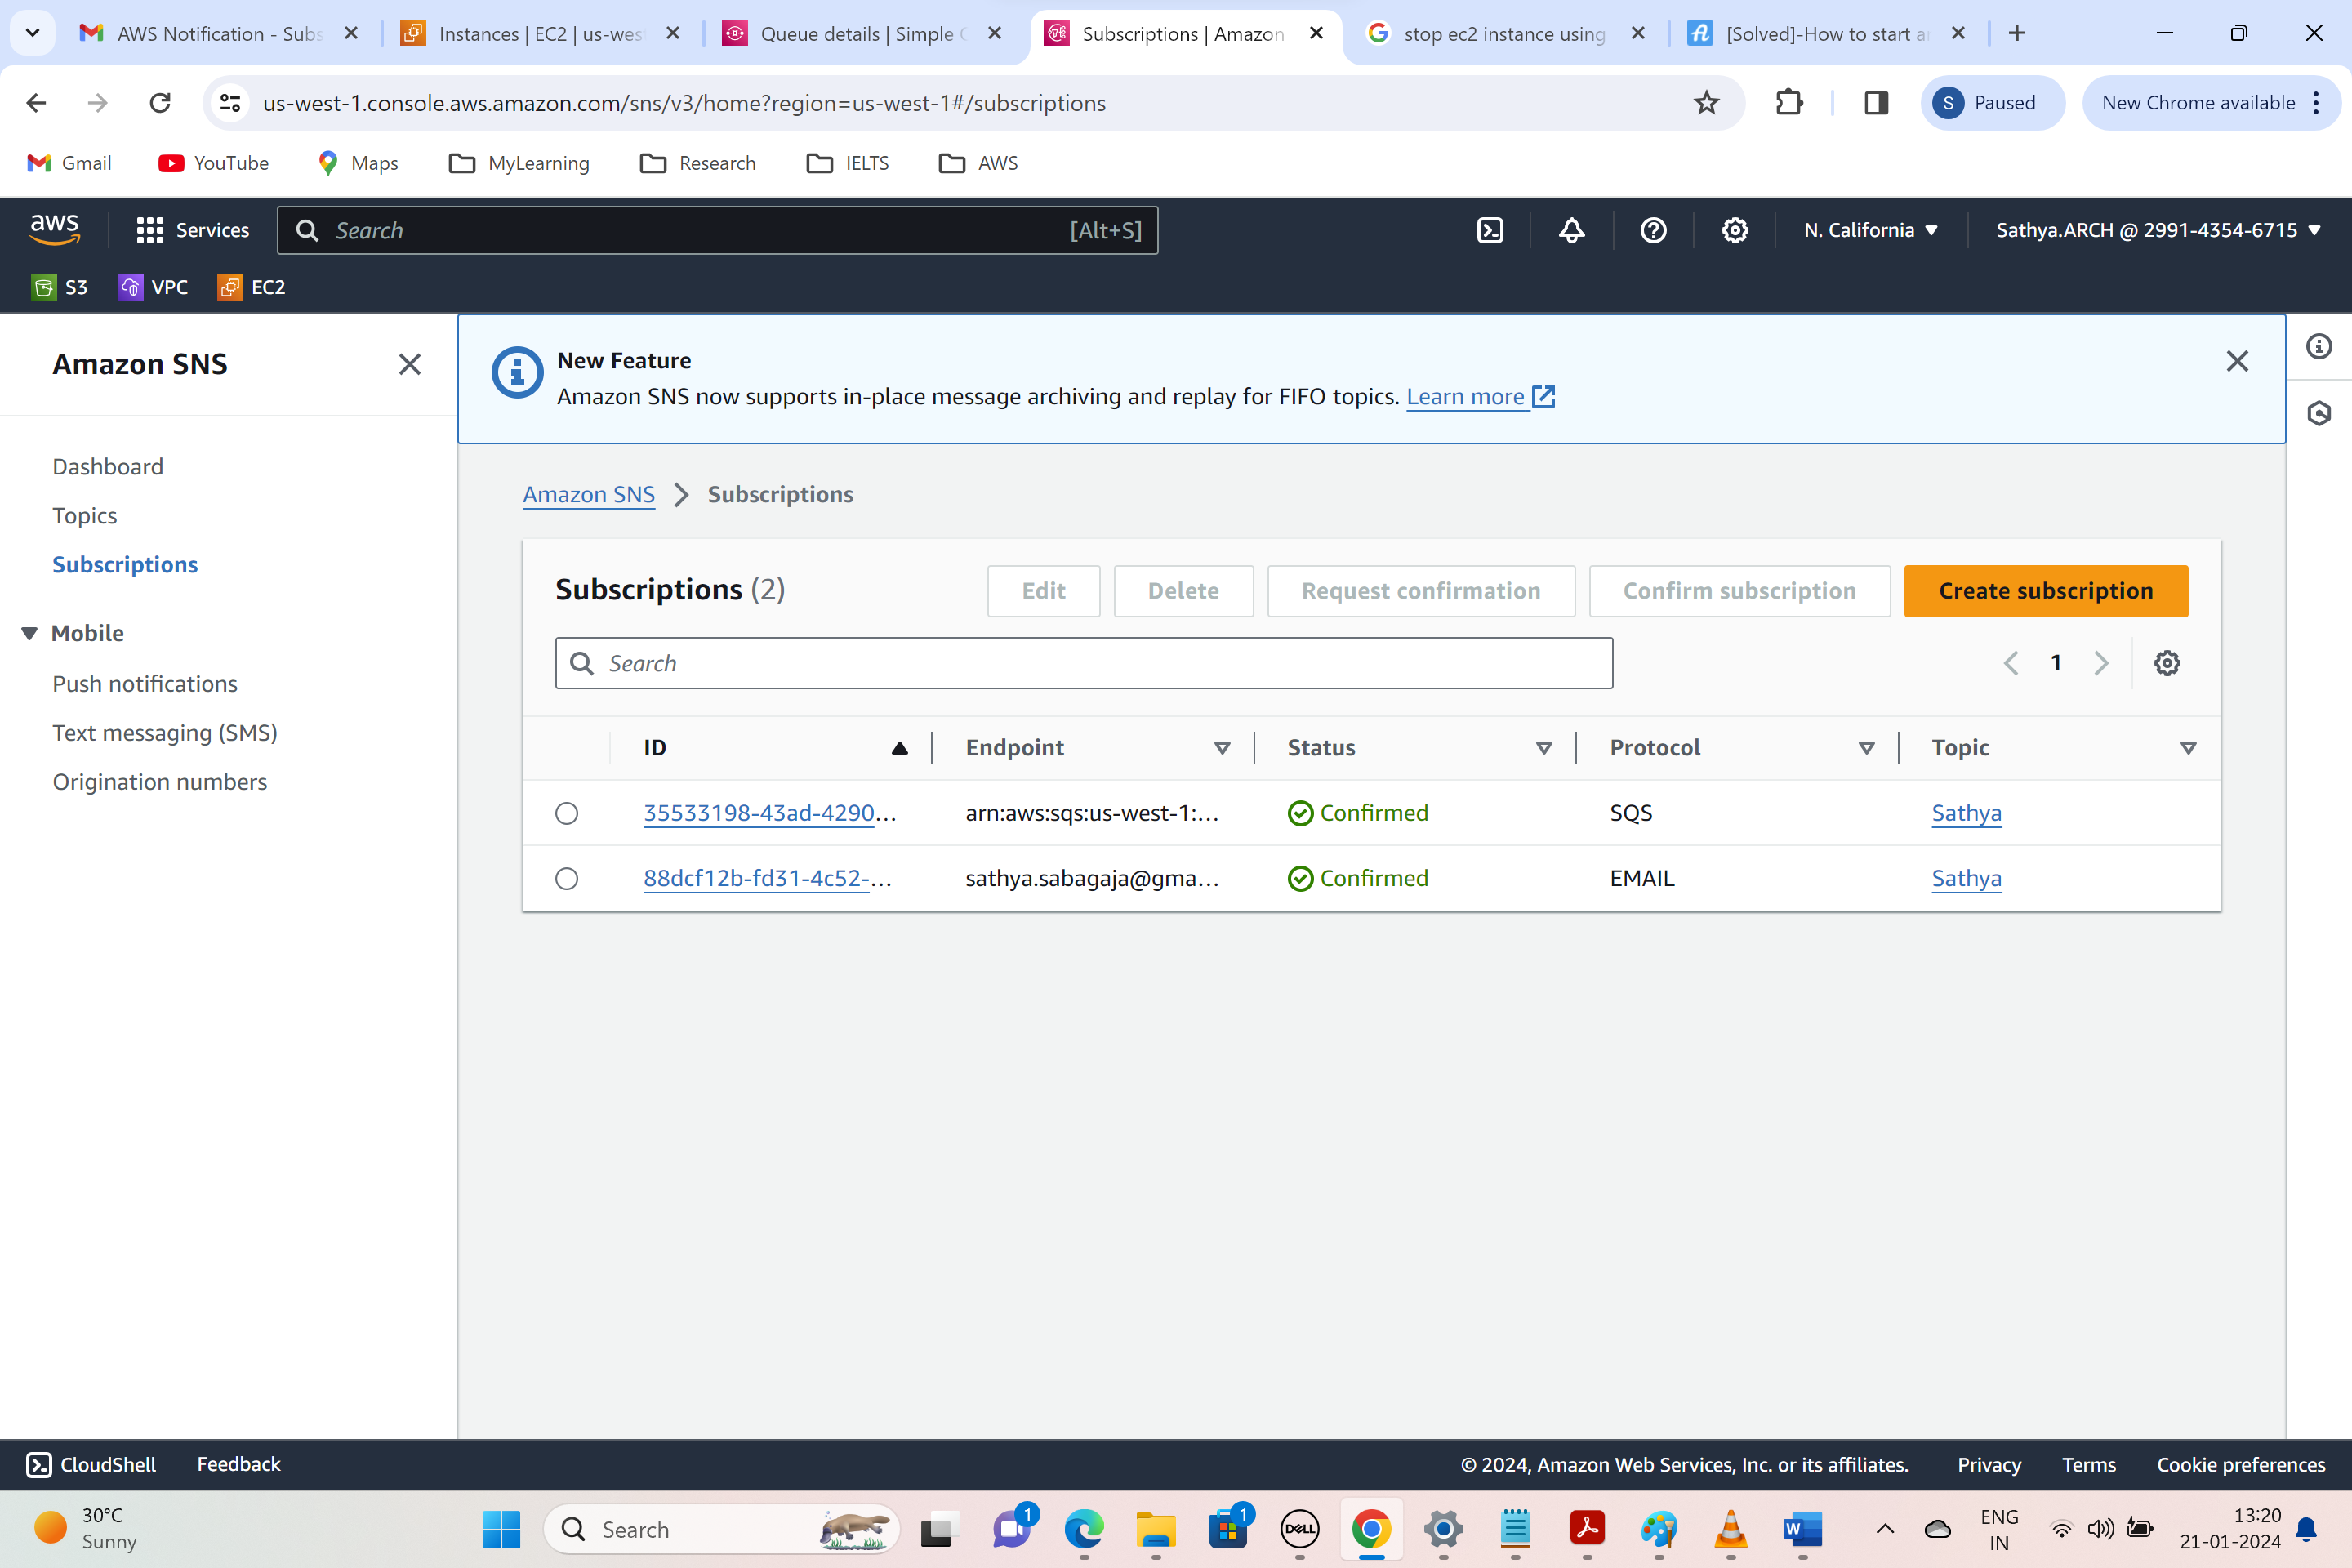 AWS Notification - Subs
Instances | EC2 | us-wes
Queue details | Simple
Subscriptions | Amazon
stop ec2 instance using
[Solved]-How to start a
us-west-1.console.aws.amazon.com/sns/v3/home?region=us-west-1#/subscriptions
S Paused
New Chrome available
Gmail
YouTube
Maps
MyLearning
Research
IELTS
AWS
aws
Services
Search
[Alt+S]
N. California
Sathya.ARCH @ 2991-4354-6715
S3
VPC
EC2
Amazon SNS
New Feature
Amazon SNS now supports in-place message archiving and replay for FIFO topics. Learn more
Dashboard
Topics
Subscriptions
Mobile
Push notifications
Text messaging (SMS)
Origination numbers
Amazon SNS > Subscriptions
Subscriptions (2)
Edit
Delete
Request confirmation
Confirm subscription
Create subscription
Search
1
ID Endpoint Status Protocol Topic
35533198-43ad-4290... arn:aws:sqs:us-west-1:... Confirmed SQS Sathya
88dcf12b-fd31-4c52-... sathya.sabagaja@gma... Confirmed EMAIL Sathya
CloudShell
Feedback
© 2024, Amazon Web Services, Inc. or its affiliates.
Privacy
Terms
Cookie preferences
30°C
Sunny
Search
1
1
DELL
W
ENG
IN
13:20
21-01-2024